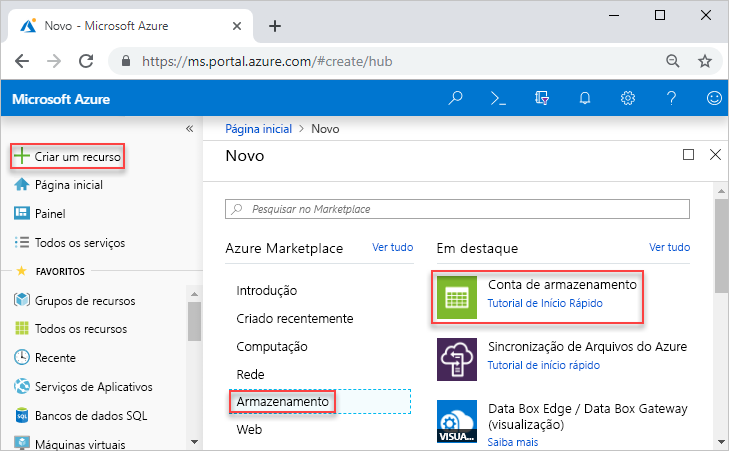 Novo - Microsoft Azure
https://ms.portal.azure.com/#create/hub
Microsoft Azure
Criar um recurso
Página inicial
Painel
Todos os serviços
FAVORITOS
Grupos de recursos
Todos os recursos
Recente
Serviços de Aplicativos
Bancos de dados SQL
Máquinas virtuais
Página inicial > Novo
Novo
Pesquisar no Marketplace
Azure Marketplace Ver tudo
Introdução
Criado recentemente
Computação
Rede
Armazenamento
Web
Em destaque Ver tudo
Conta de armazenamento
Tutorial de Início Rápido
Sincronização de Arquivos do Azure
Tutorial de início rápido
VISUA...
Data Box Edge / Data Box Gateway
(visualização)
Saiba mais